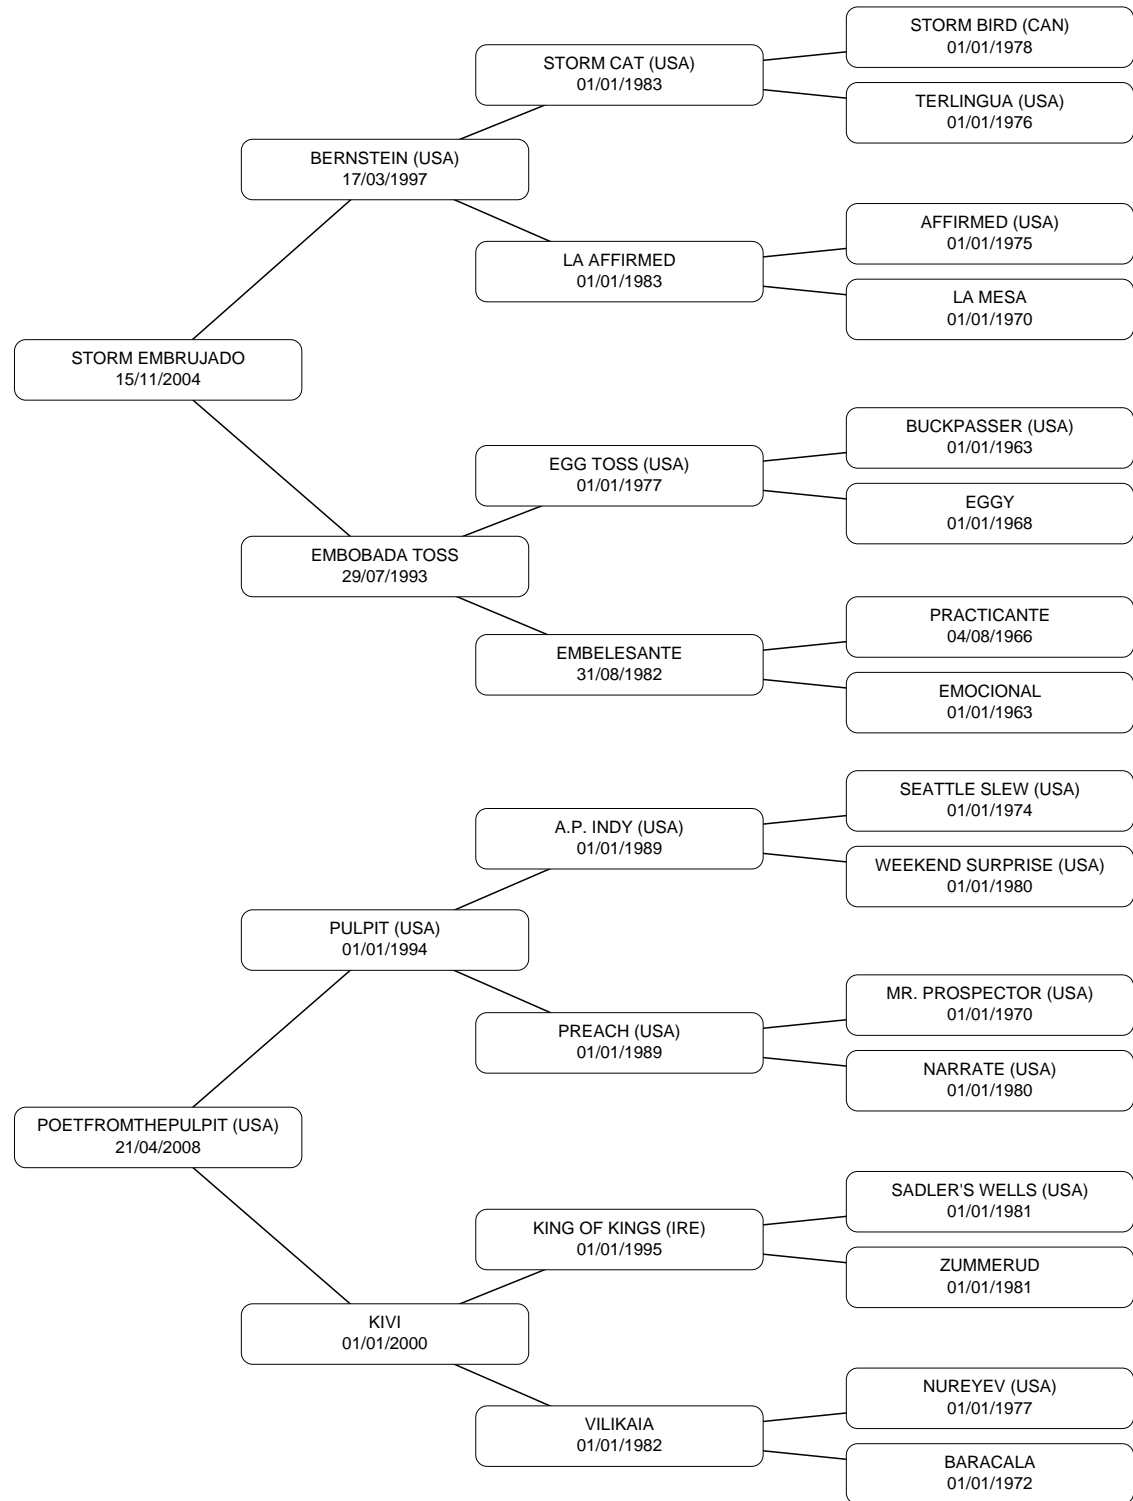 STORM BIRD (CAN)
01/01/1978
STORM CAT (USA)
01/01/1983
TERLINGUA (USA)
01/01/1976
BERNSTEIN (USA)
17/03/1997
AFFIRMED (USA)
01/01/1975
LA AFFIRMED
01/01/1983
LA MESA
01/01/1970
STORM EMBRUJADO
15/11/2004
BUCKPASSER (USA)
01/01/1963
EGG TOSS (USA)
01/01/1977
EGGY
01/01/1968
EMBOBADA TOSS
29/07/1993
PRACTICANTE
04/08/1966
EMBELESANTE
31/08/1982
EMOCIONAL
01/01/1963
SEATTLE SLEW (USA)
01/01/1974
A.P. INDY (USA)
01/01/1989
WEEKEND SURPRISE (USA)
01/01/1980
PULPIT (USA)
01/01/1994
MR. PROSPECTOR (USA)
01/01/1970
PREACH (USA)
01/01/1989
NARRATE (USA)
01/01/1980
POETFROMTHEPULPIT (USA)
21/04/2008
SADLER'S WELLS (USA)
01/01/1981
KING OF KINGS (IRE)
01/01/1995
ZUMMERUD
01/01/1981
KIVI
01/01/2000
NUREYEV (USA)
01/01/1977
VILIKAIA
01/01/1982
BARACALA
01/01/1972